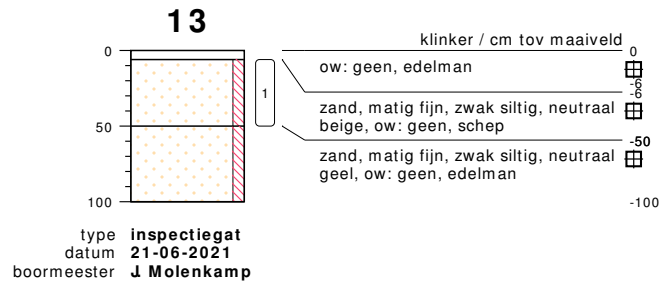 13
klinker / cm tov maaiveld
0
0
ow: geen, edelman
-6
-6
1
zand, matig fijn, zwak siltig, neutraal
beige, ow: geen, schep
50
-50
zand, matig fijn, zwak siltig, neutraal
geel, ow: geen, edelman
100
-100
type inspectiegat
datum 21-06-2021
boormeester J. Molenkamp